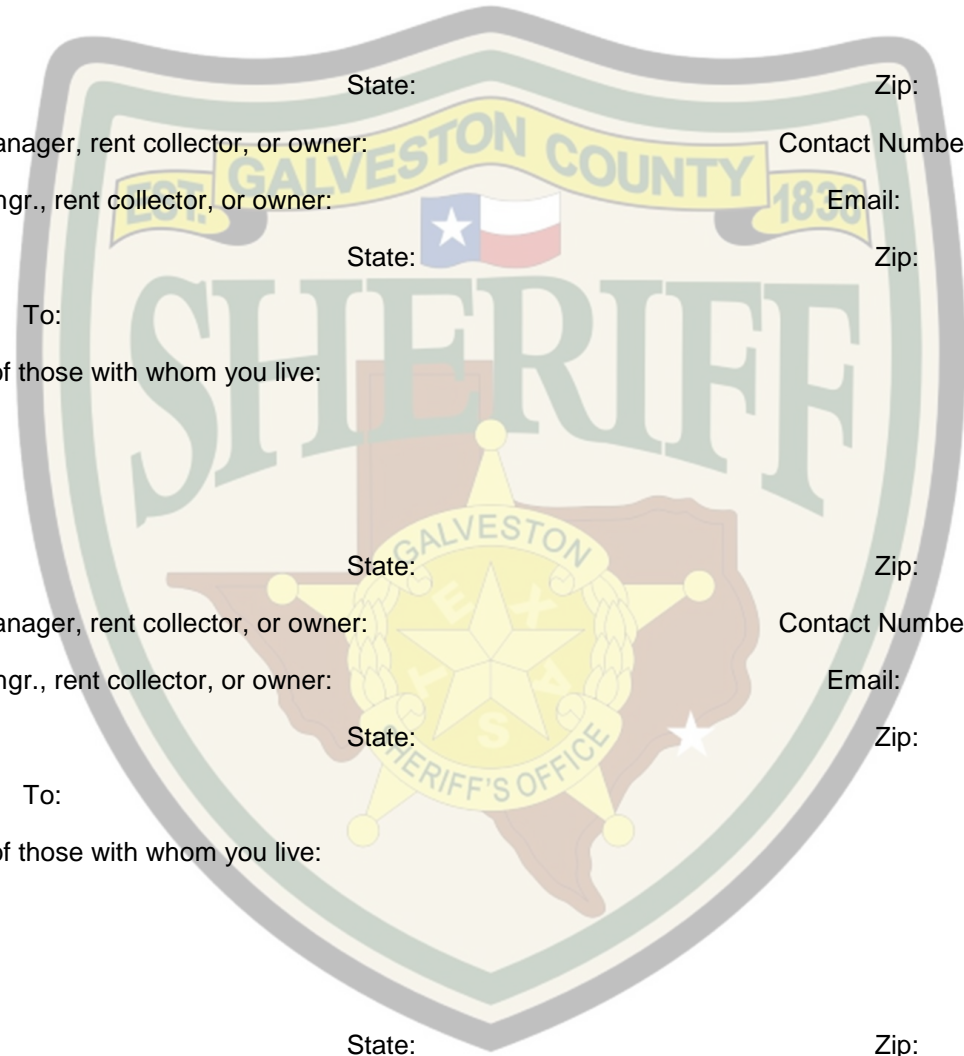 State: Zip:
anager, rent collector, or owner: Contact Numbe
GALVESTON COUNTY
EST. 1838
ngr., rent collector, or owner: Email:
State: Zip:
SHERIFF
To:
of those with whom you live:
GALVESTON
State: Zip:
TEXAS
anager, rent collector, or owner: Contact Numbe
ngr., rent collector, or owner: Email:
State: Zip:
SHERIFF'S OFFICE
To:
of those with whom you live:
State: Zip: